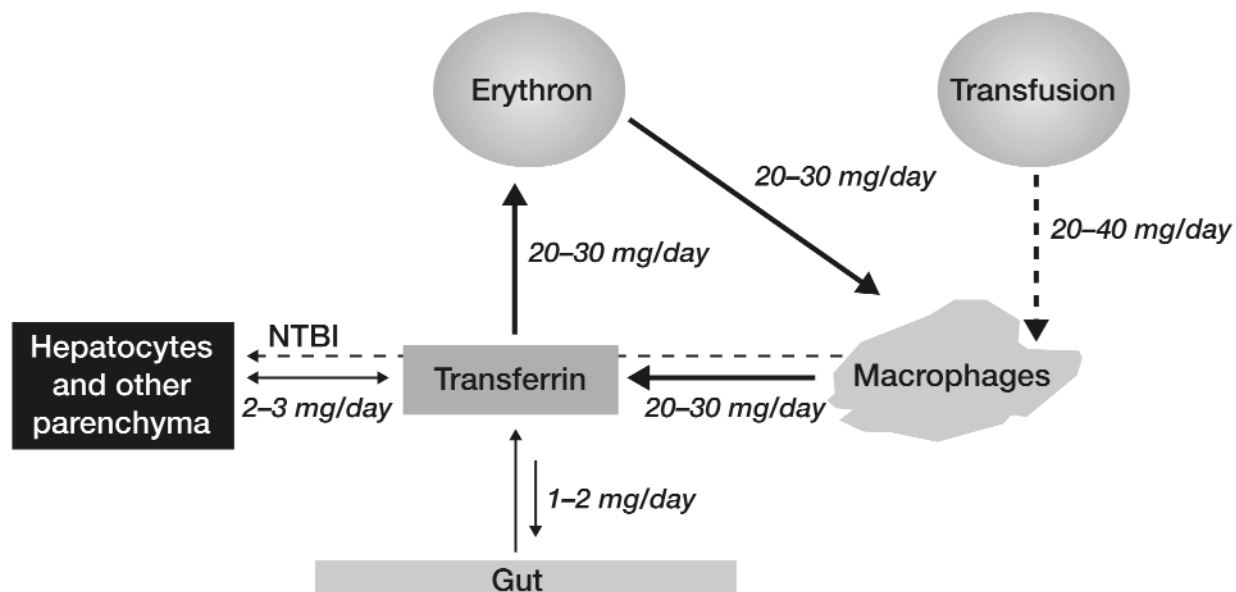 Erythron
Transfusion
20–30 mg/day
20–40 mg/day
20–30 mg/day
NTBI
Hepatocytes
and other
parenchyma
Transferrin
Macrophages
2–3 mg/day
20–30 mg/day
1–2 mg/day
Gut